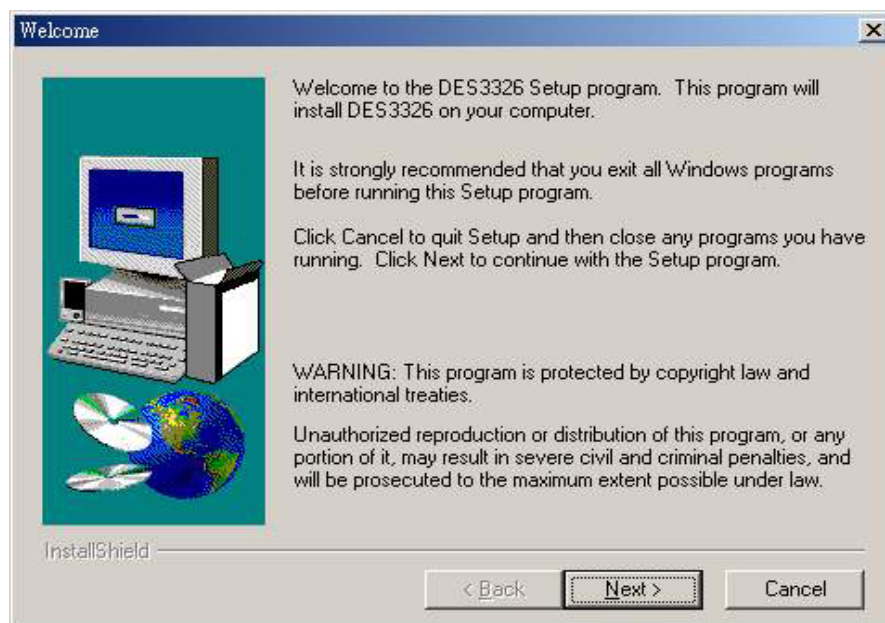 Welcome
Welcome to the DES3326 Setup program. This program will
install DES3326 on your computer.
It is strongly recommended that you exit all Windows programs
before running this Setup program.
Click Cancel to quit Setup and then close any programs you have
running. Click Next to continue with the Setup program.
WARNING: This program is protected by copyright law and
international treaties.
Unauthorized reproduction or distribution of this program, or any
portion of it, may result in severe civil and criminal penalties, and
will be prosecuted to the maximum extent possible under law.
InstallShield
< Back
Next >
Cancel